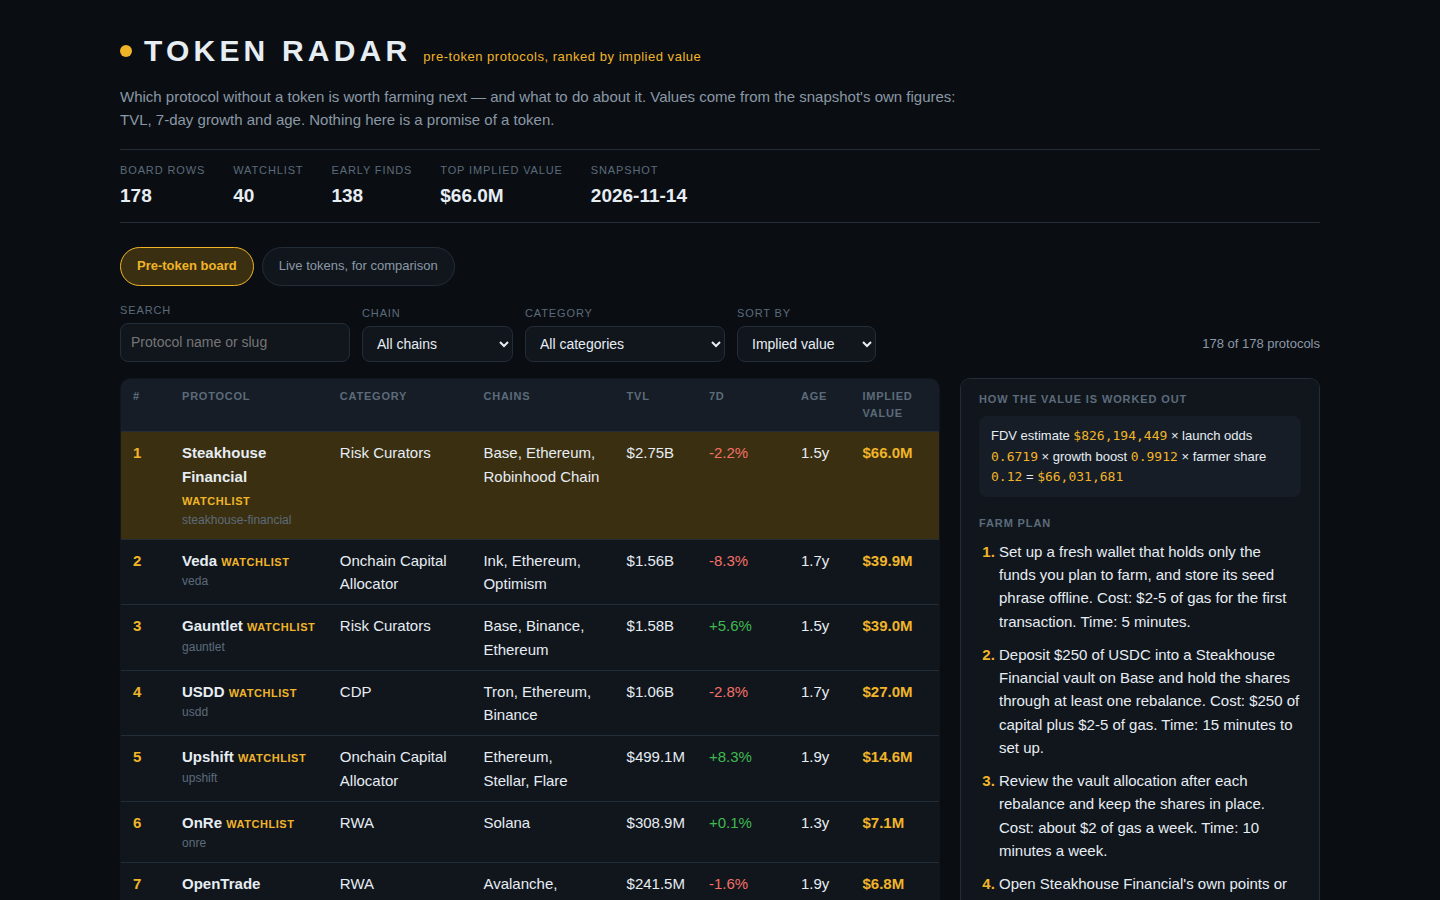 TOKEN RADAR pre-token protocols, ranked by implied value
Which protocol without a token is worth farming next — and what to do about it. Values come from the snapshot's own figures:
TVL, 7-day growth and age. Nothing here is a promise of a token.
BOARD ROWS WATCHLIST EARLY FINDS TOP IMPLIED VALUE SNAPSHOT
178 40 138 $66.0M 2026-11-14
Pre-token board Live tokens, for comparison
SEARCH CHAIN CATEGORY SORT BY
Protocol name or slug All chains All categories Implied value 178 of 178 protocols
# PROTOCOL CATEGORY CHAINS TVL 7D AGE IMPLIED
VALUE
1 Steakhouse Risk Curators Base, Ethereum, $2.75B -2.2% 1.5y $66.0M
Financial Robinhood Chain
WATCHLIST
steakhouse-financial
2 Veda WATCHLIST Onchain Capital Ink, Ethereum, $1.56B -8.3% 1.7y $39.9M
veda Allocator Optimism
3 Gauntlet WATCHLIST Risk Curators Base, Binance, $1.58B +5.6% 1.5y $39.0M
gauntlet Ethereum
4 USDD WATCHLIST CDP Tron, Ethereum, $1.06B -2.8% 1.7y $27.0M
usdd Binance
5 Upshift WATCHLIST Onchain Capital Ethereum, $499.1M +8.3% 1.9y $14.6M
upshift Allocator Stellar, Flare
6 OnRe WATCHLIST RWA Solana $308.9M +0.1% 1.3y $7.1M
onre
7 OpenTrade RWA Avalanche, $241.5M -1.6% 1.9y $6.8M
HOW THE VALUE IS WORKED OUT
FDV estimate $826,194,449 × launch odds
0.6719 × growth boost 0.9912 × farmer share
0.12 = $66,031,681
FARM PLAN
1. Set up a fresh wallet that holds only the
funds you plan to farm, and store its seed
phrase offline. Cost: $2-5 of gas for the first
transaction. Time: 5 minutes.
2. Deposit $250 of USDC into a Steakhouse
Financial vault on Base and hold the shares
through at least one rebalance. Cost: $250 of
capital plus $2-5 of gas. Time: 15 minutes to
set up.
3. Review the vault allocation after each
rebalance and keep the shares in place.
Cost: about $2 of gas a week. Time: 10
minutes a week.
4. Open Steakhouse Financial's own points or